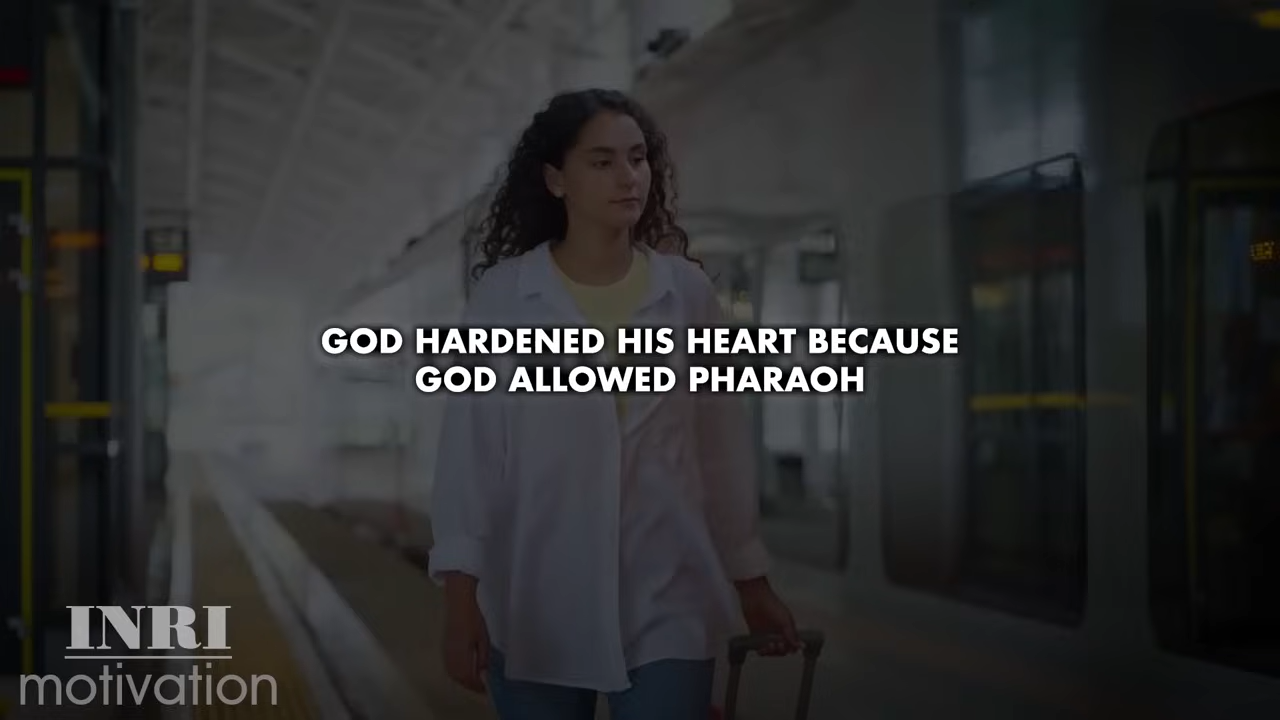 GOD HARDENED HIS HEART BECAUSE
GOD ALLOWED PHARAOH
INRI
motivation